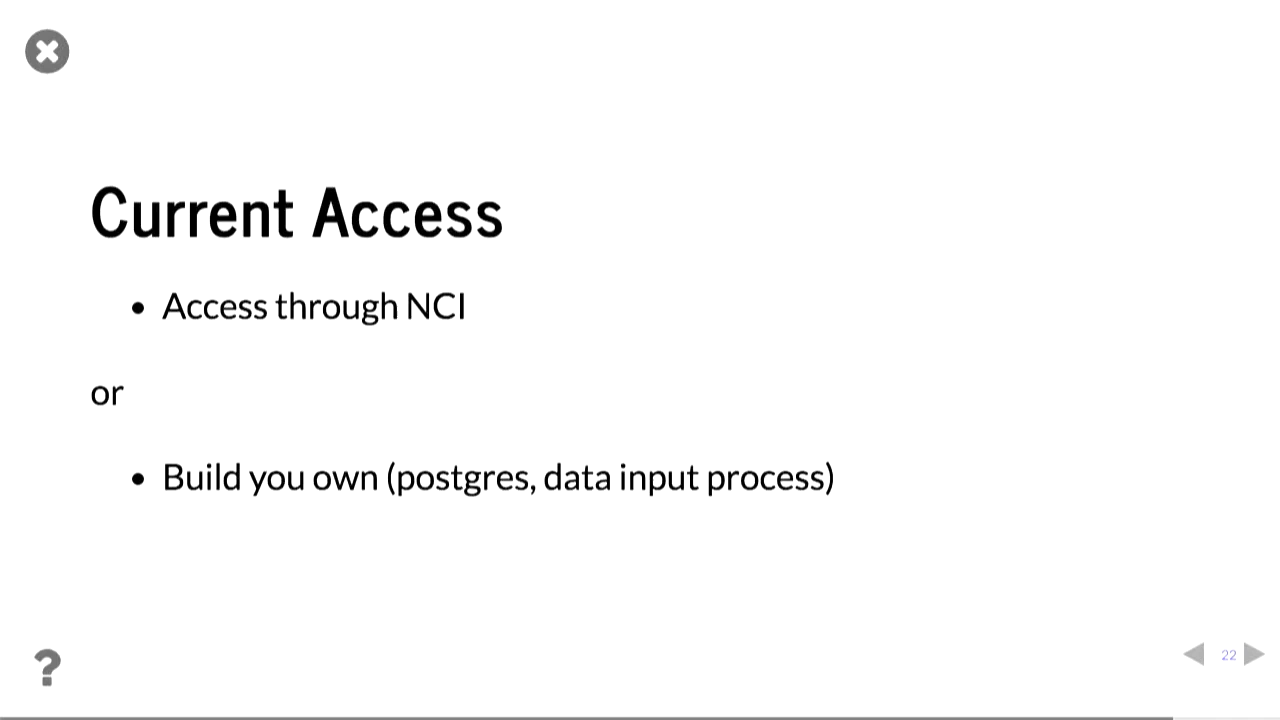 Current Access
• Access through NCI
or
• Build you own (postgres, data input process)
?
22